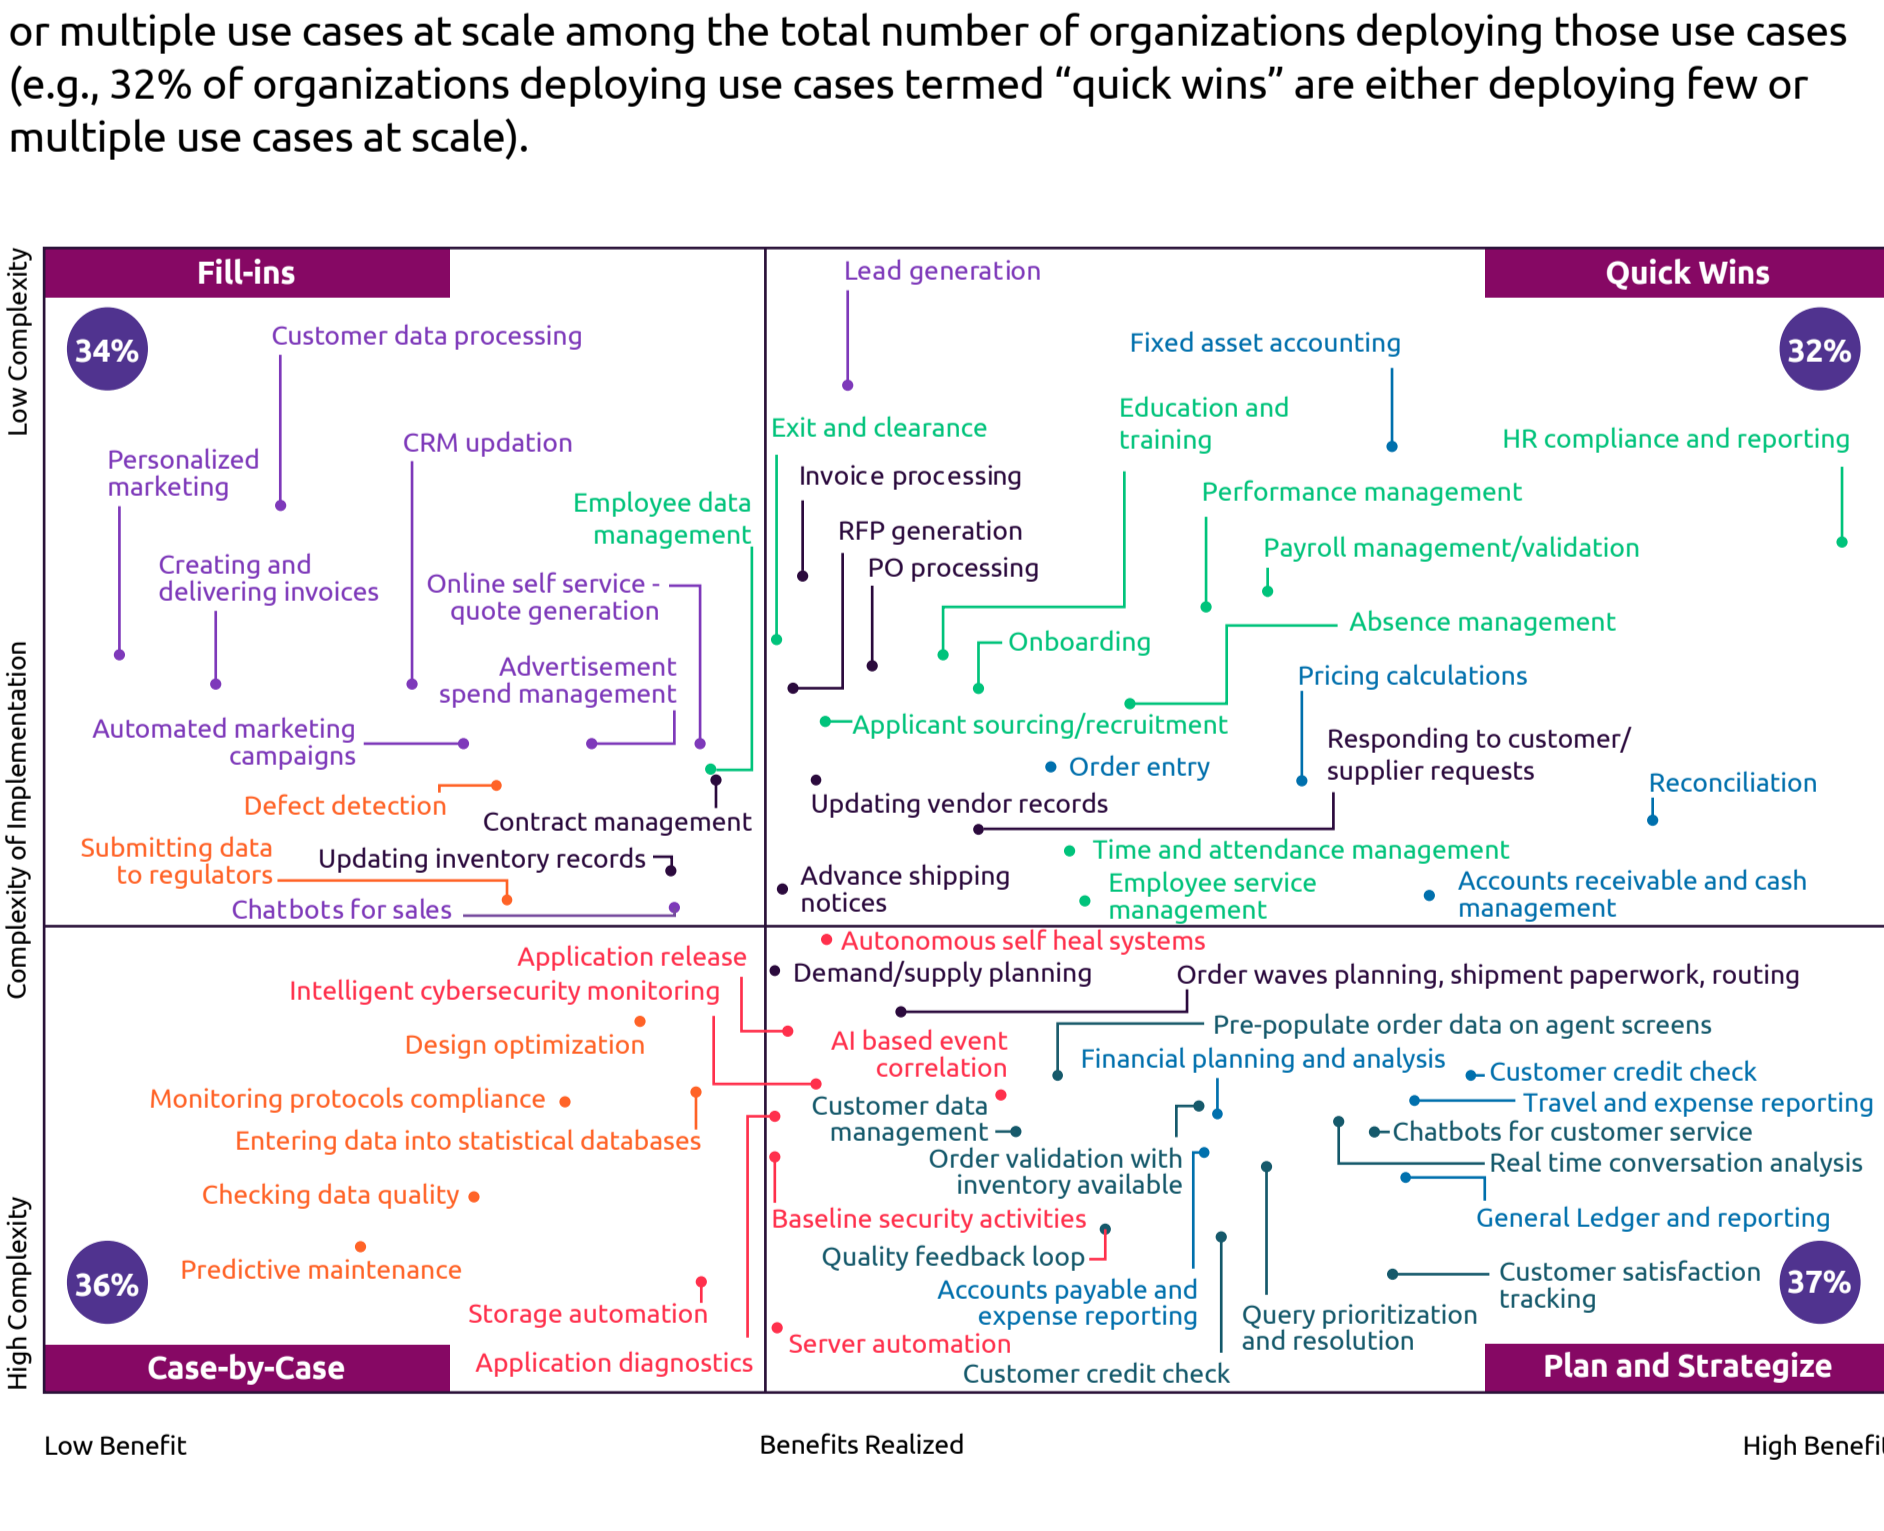 or multiple use cases at scale among the total number of organizations deploying those use cases
(e.g., 32% of organizations deploying use cases termed “quick wins” are either deploying few or
multiple use cases at scale).
Low Complexity
Complexity of Implementation
High Complexity
Fill-ins
34%
Customer data processing
CRM updation
Personalized
marketing
Employee data
management
Creating and
delivering invoices
Online self service -
quote generation
Advertisement
spend management
Automated marketing
campaigns
Defect detection
Contract management
Submitting data
to regulators
Updating inventory records
Chatbots for sales
Quick Wins
32%
Lead generation
Fixed asset accounting
Education and
training
Exit and clearance
HR compliance and reporting
Invoice processing
Performance management
RFP generation
Payroll management/validation
PO processing
Absence management
Onboarding
Pricing calculations
Applicant sourcing/recruitment
Responding to customer/
supplier requests
Order entry
Reconciliation
Updating vendor records
Time and attendance management
Advance shipping
notices
Employee service
management
Accounts receivable and cash
management
Application release
Intelligent cybersecurity monitoring
Design optimization
Monitoring protocols compliance
Entering data into statistical databases
Checking data quality
Predictive maintenance
36%
Storage automation
Application diagnostics
Case-by-Case
Autonomous self heal systems
Demand/supply planning
Order waves planning, shipment paperwork, routing
Pre-populate order data on agent screens
AI based event
correlation
Financial planning and analysis
Customer credit check
Travel and expense reporting
Customer data
management
Chatbots for customer service
Order validation with
inventory available
Real time conversation analysis
Baseline security activities
General Ledger and reporting
Quality feedback loop
Accounts payable and
expense reporting
Customer satisfaction
tracking
37%
Query prioritization
and resolution
Server automation
Customer credit check
Plan and Strategize
Low Benefit
Benefits Realized
High Benefit